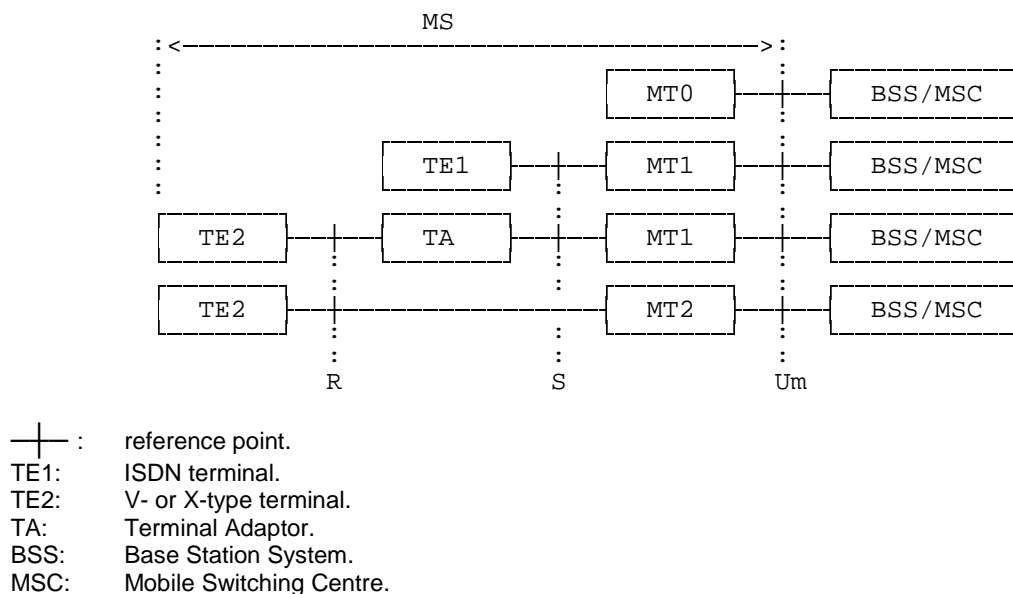 MS
MT0 BSS/MSC
TE1 MT1 BSS/MSC
TE2 TA MT1 BSS/MSC
TE2 MT2 BSS/MSC
R S Um
: reference point.
TE1: ISDN terminal.
TE2: V- or X-type terminal.
TA: Terminal Adaptor.
BSS: Base Station System.
MSC: Mobile Switching Centre.